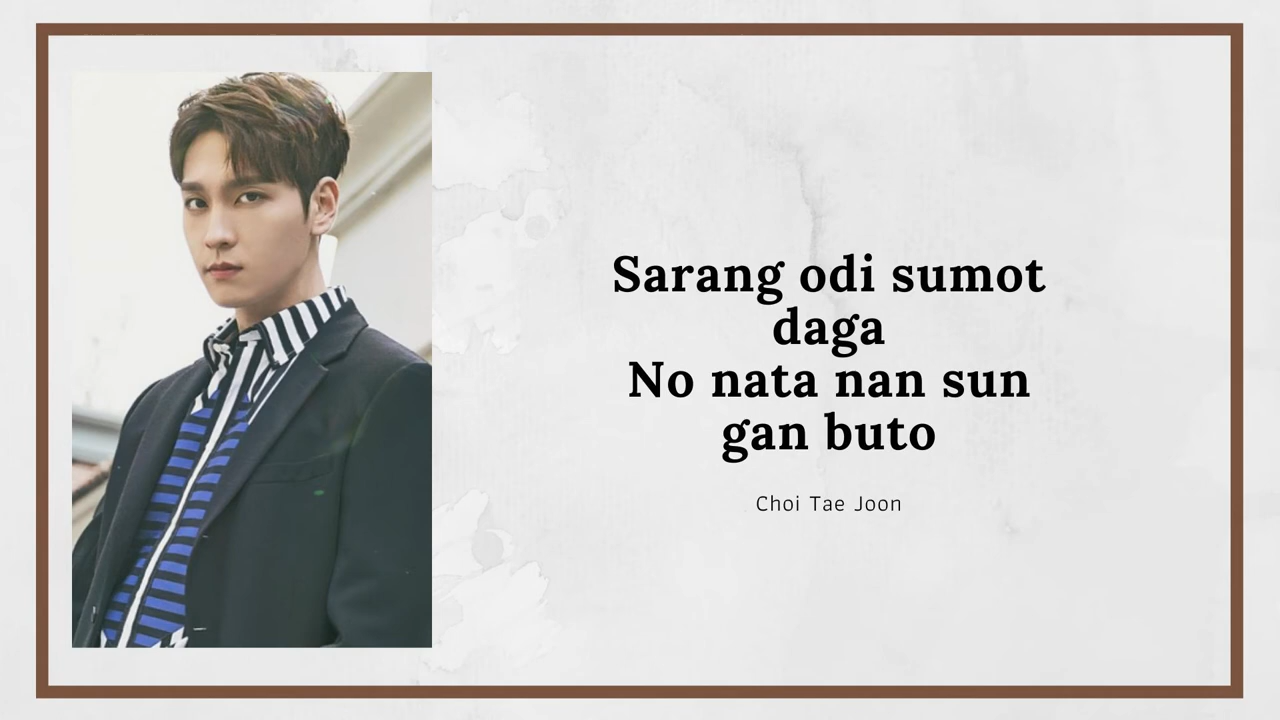 Sarang odi sumot
daga
No nata nan sun
gan buto
Choi Tae Joon